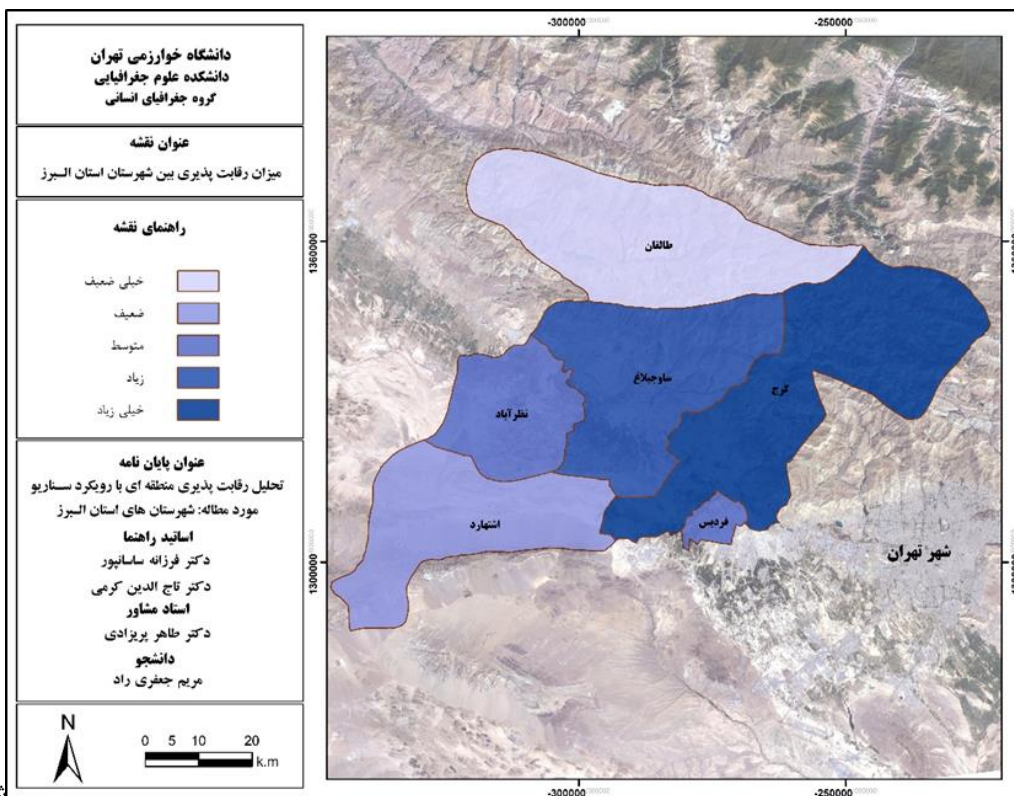 دانشگاه خوارزمی تهران
دانشکده علوم جغرافیایی
گروه جغرافیای انسانی
عنوان نقشه
میزان رقابت پذیری بین شهرستان استان البرز
راهنمای نقشه
خیلی ضعیف
ضعیف
متوسط
زیاد
خیلی زیاد
عنوان پایان نامه
تحلیل رقابت پذیری منطقه ای با رویکرد سناریو
مورد مطاله: شهرستان های استان البرز
اساتید راهنما
دکتر فرزانه ساسانپور
دکتر تاج الدین کرمی
استاد مشاور
دکتر طاهر پریزادی
دانشجو
مریم جعفری راد
N
0 5 10 20
k.m
-300000
-250000
1360000
1300000
طالقان
ساوجبلاغ
کرج
نظرآباد
اشتهارد
فردیس
شهر تهران
-300000
-250000